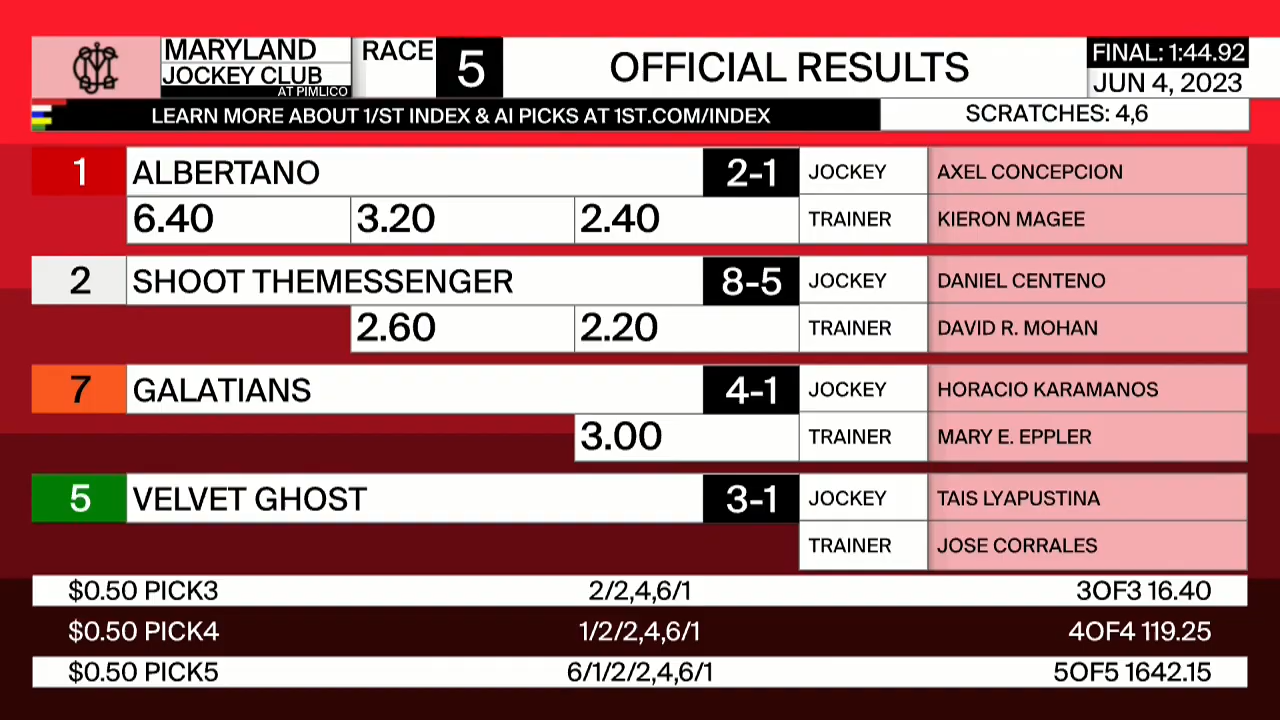 MARYLAND
JOCKEY CLUB
AT PIMLICO
RACE 5
OFFICIAL RESULTS
FINAL: 1:44.92
JUN 4, 2023
LEARN MORE ABOUT 1/ST INDEX & AI PICKS AT 1ST.COM/INDEX
SCRATCHES: 4,6
1 ALBERTANO 2-1 JOCKEY AXEL CONCEPCION
6.40 3.20 2.40 TRAINER KIERON MAGEE
2 SHOOT THEMESSENGER 8-5 JOCKEY DANIEL CENTENO
2.60 2.20 TRAINER DAVID R. MOHAN
7 GALATIANS 4-1 JOCKEY HORACIO KARAMANOS
3.00 TRAINER MARY E. EPPLER
5 VELVET GHOST 3-1 JOCKEY TAIS LYAPUSTINA
TRAINER JOSE CORRALES
$0.50 PICK3 2/2,4,6/1 3OF3 16.40
$0.50 PICK4 1/2/2,4,6/1 4OF4 119.25
$0.50 PICK5 6/1/2/2,4,6/1 5OF5 1642.15